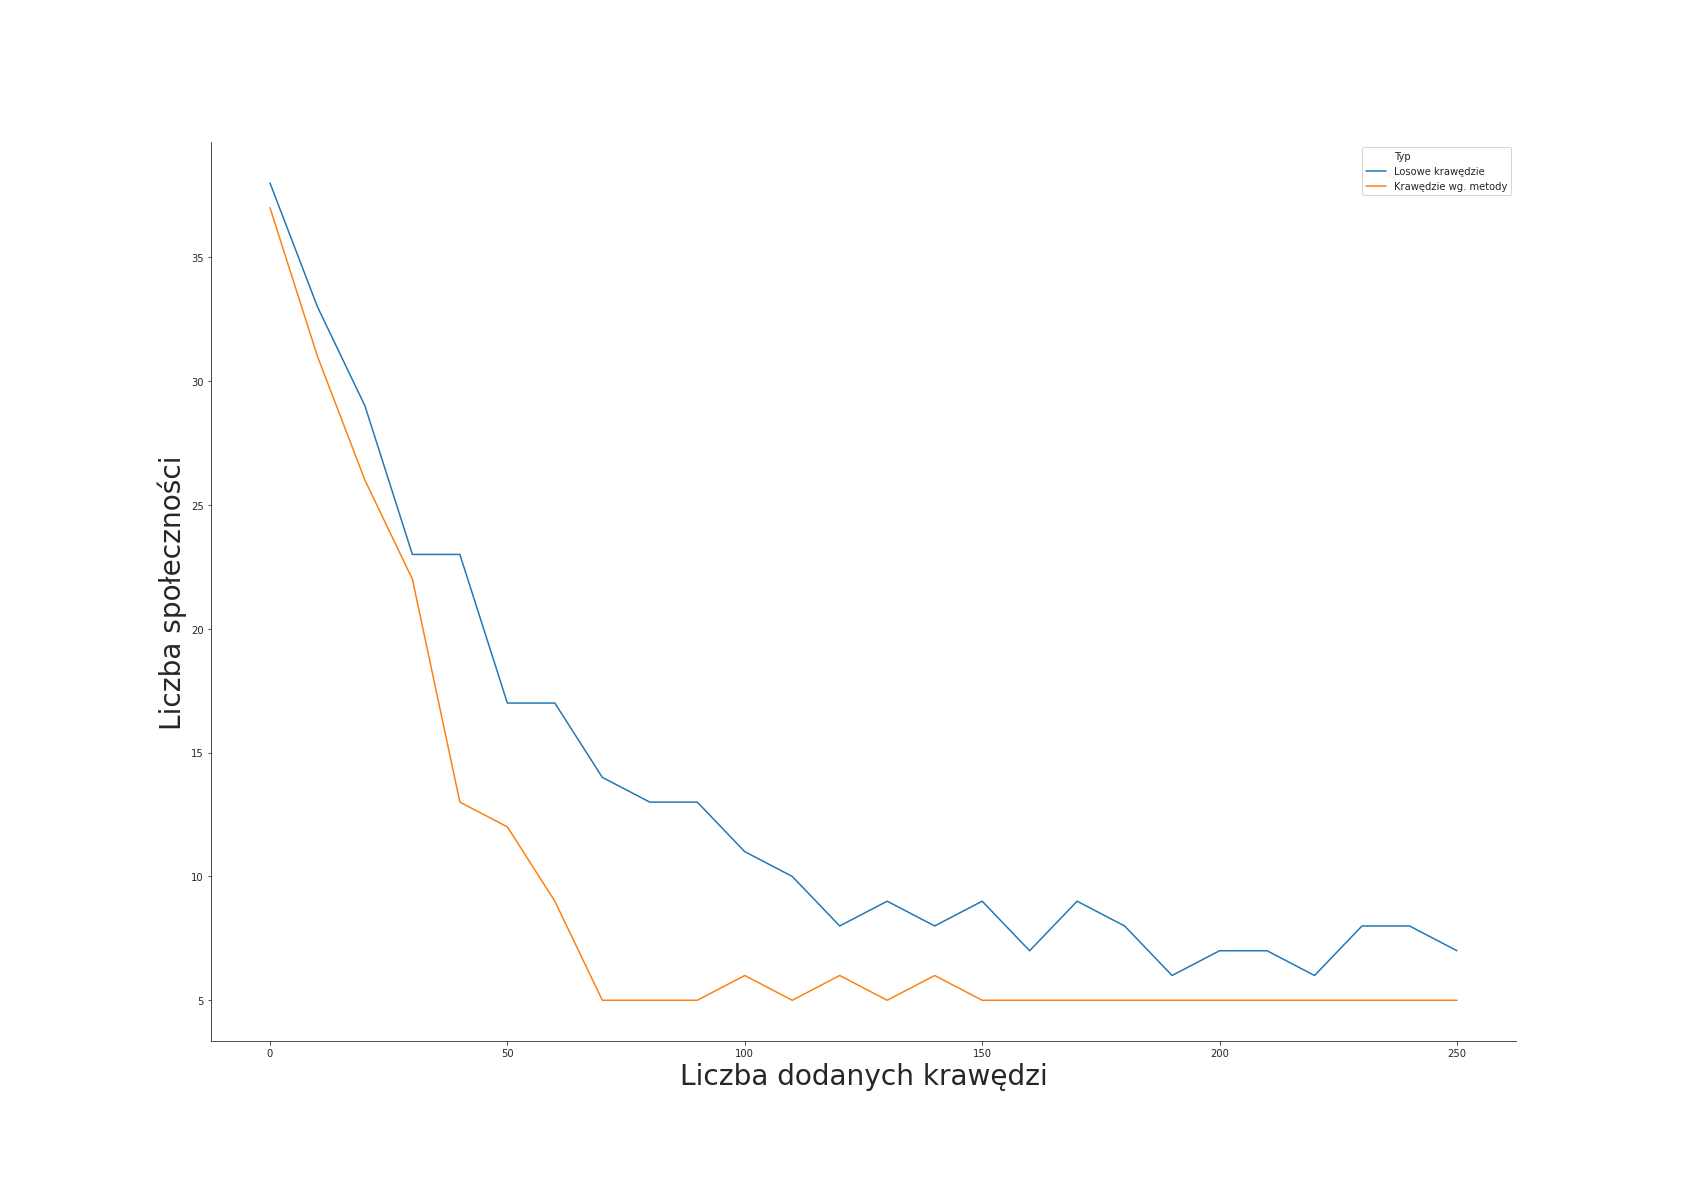 Typ
Losowe krawędzie
Krawędzie wg. metody
35
30
25
20
15
10
5
Liczba społeczności
0 50 100 150 200 250
Liczba dodanych krawędzi